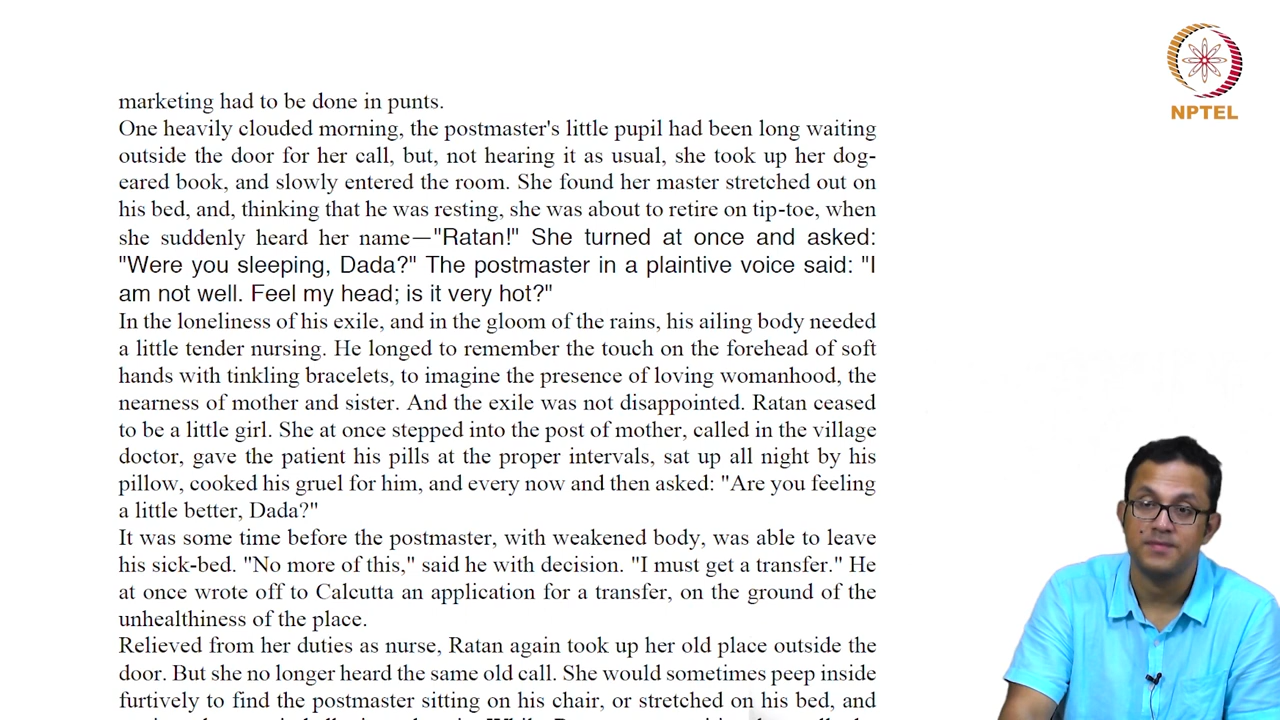 NPTEL
marketing had to be done in punts.
One heavily clouded morning, the postmaster's little pupil had been long waiting
outside the door for her call, but, not hearing it as usual, she took up her dog-
eared book, and slowly entered the room. She found her master stretched out on
his bed, and, thinking that he was resting, she was about to retire on tip-toe, when
she suddenly heard her name—"Ratan!" She turned at once and asked:
"Were you sleeping, Dada?" The postmaster in a plaintive voice said: "I
am not well. Feel my head; is it very hot?"
In the loneliness of his exile, and in the gloom of the rains, his ailing body needed
a little tender nursing. He longed to remember the touch on the forehead of soft
hands with tinkling bracelets, to imagine the presence of loving womanhood, the
nearness of mother and sister. And the exile was not disappointed. Ratan ceased
to be a little girl. She at once stepped into the post of mother, called in the village
doctor, gave the patient his pills at the proper intervals, sat up all night by his
pillow, cooked his gruel for him, and every now and then asked: "Are you feeling
a little better, Dada?"
It was some time before the postmaster, with weakened body, was able to leave
his sick-bed. "No more of this," said he with decision. "I must get a transfer." He
at once wrote off to Calcutta an application for a transfer, on the ground of the
unhealthiness of the place.
Relieved from her duties as nurse, Ratan again took up her old place outside the
door. But she no longer heard the same old call. She would sometimes peep inside
furtively to find the postmaster sitting on his chair, or stretched on his bed, and